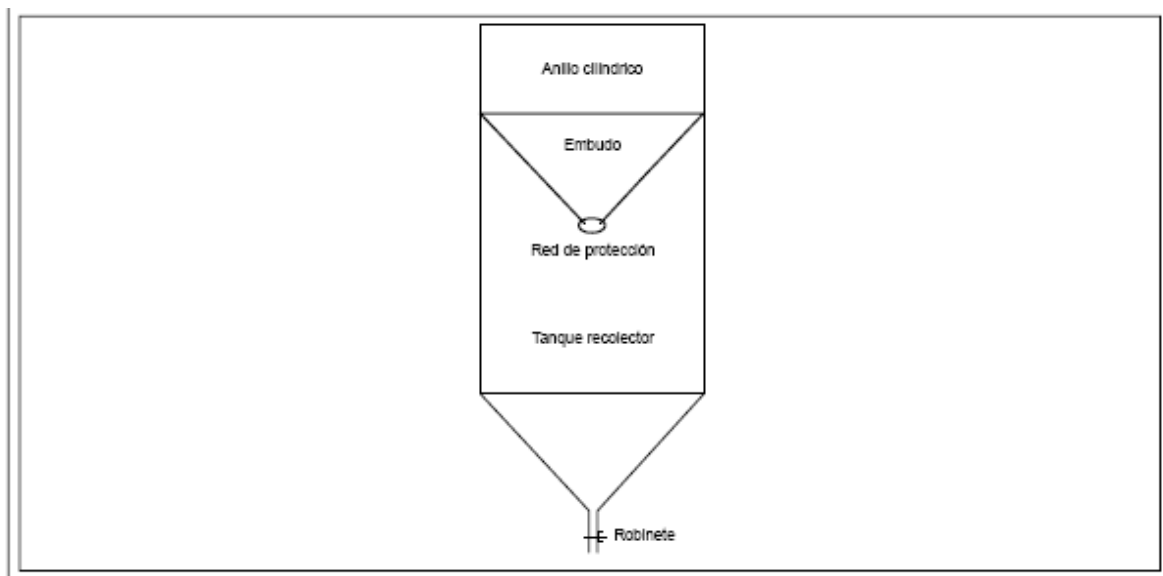 Anillo cilíndrico
Embudo
Red de protección
Tanque recolector
Robinete